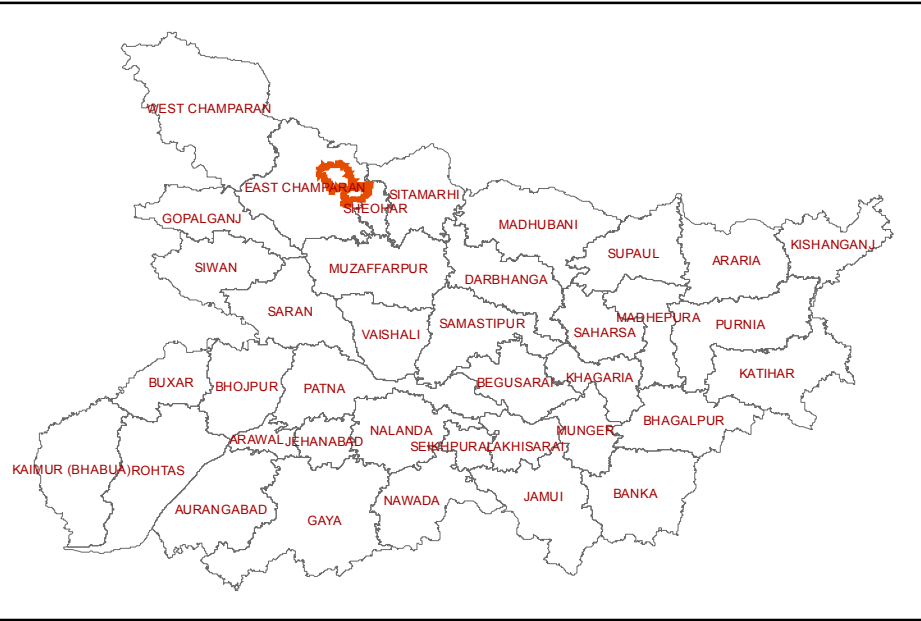 WEST CHAMPARAN
EAST CHAMPARAN
SITAMARHI
SHEOHAR
GOPALGANJ
MADHUBANI
KISHANGANJ
SUPAUL
ARARIA
SIWAN
MUZAFFARPUR
DARBHANGA
SARAN
MADHEPURA
SAMASTIPUR
PURNIA
VAISHALI
SAHARSA
KATIHAR
BUXAR
BHOJPUR
PATNA
BEGUSARAI
KHAGARIA
BHAGALPUR
NALANDA
MUNGER
ARAWAL
JEHANABAD
SEIKHPURA
LAKHISARAI
KAIMUR (BHABUA)
ROHTAS
JAMUI
BANKA
NAWADA
AURANGABAD
GAYA